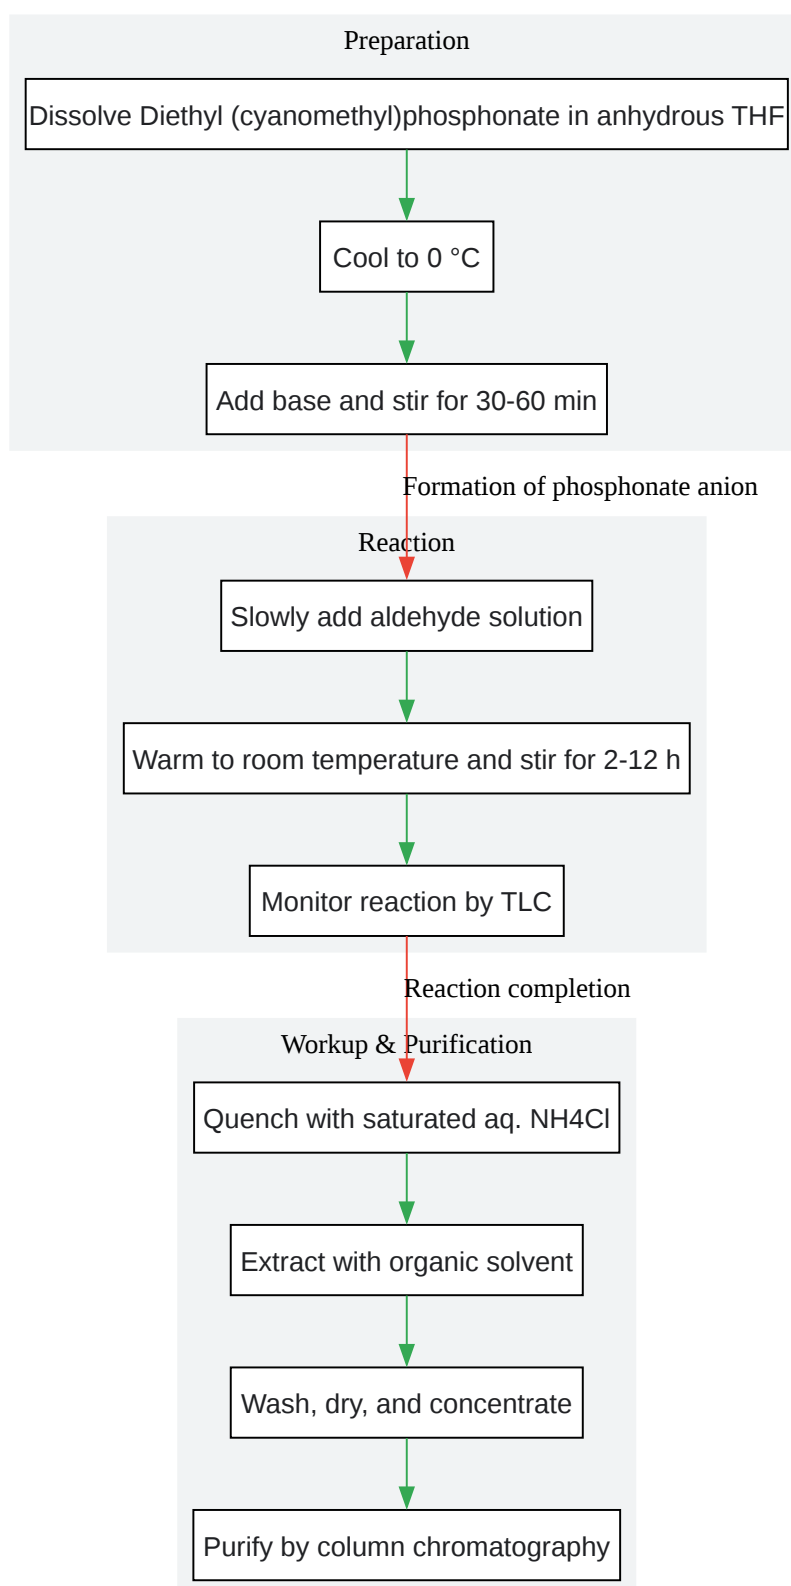 Preparation
Dissolve Diethyl (cyanomethyl)phosphonate in anhydrous THF
Cool to 0 °C
Add base and stir for 30-60 min
Formation of phosphonate anion
Reaction
Slowly add aldehyde solution
Warm to room temperature and stir for 2-12 h
Monitor reaction by TLC
Reaction completion
Workup & Purification
Quench with saturated aq. NH4Cl
Extract with organic solvent
Wash, dry, and concentrate
Purify by column chromatography